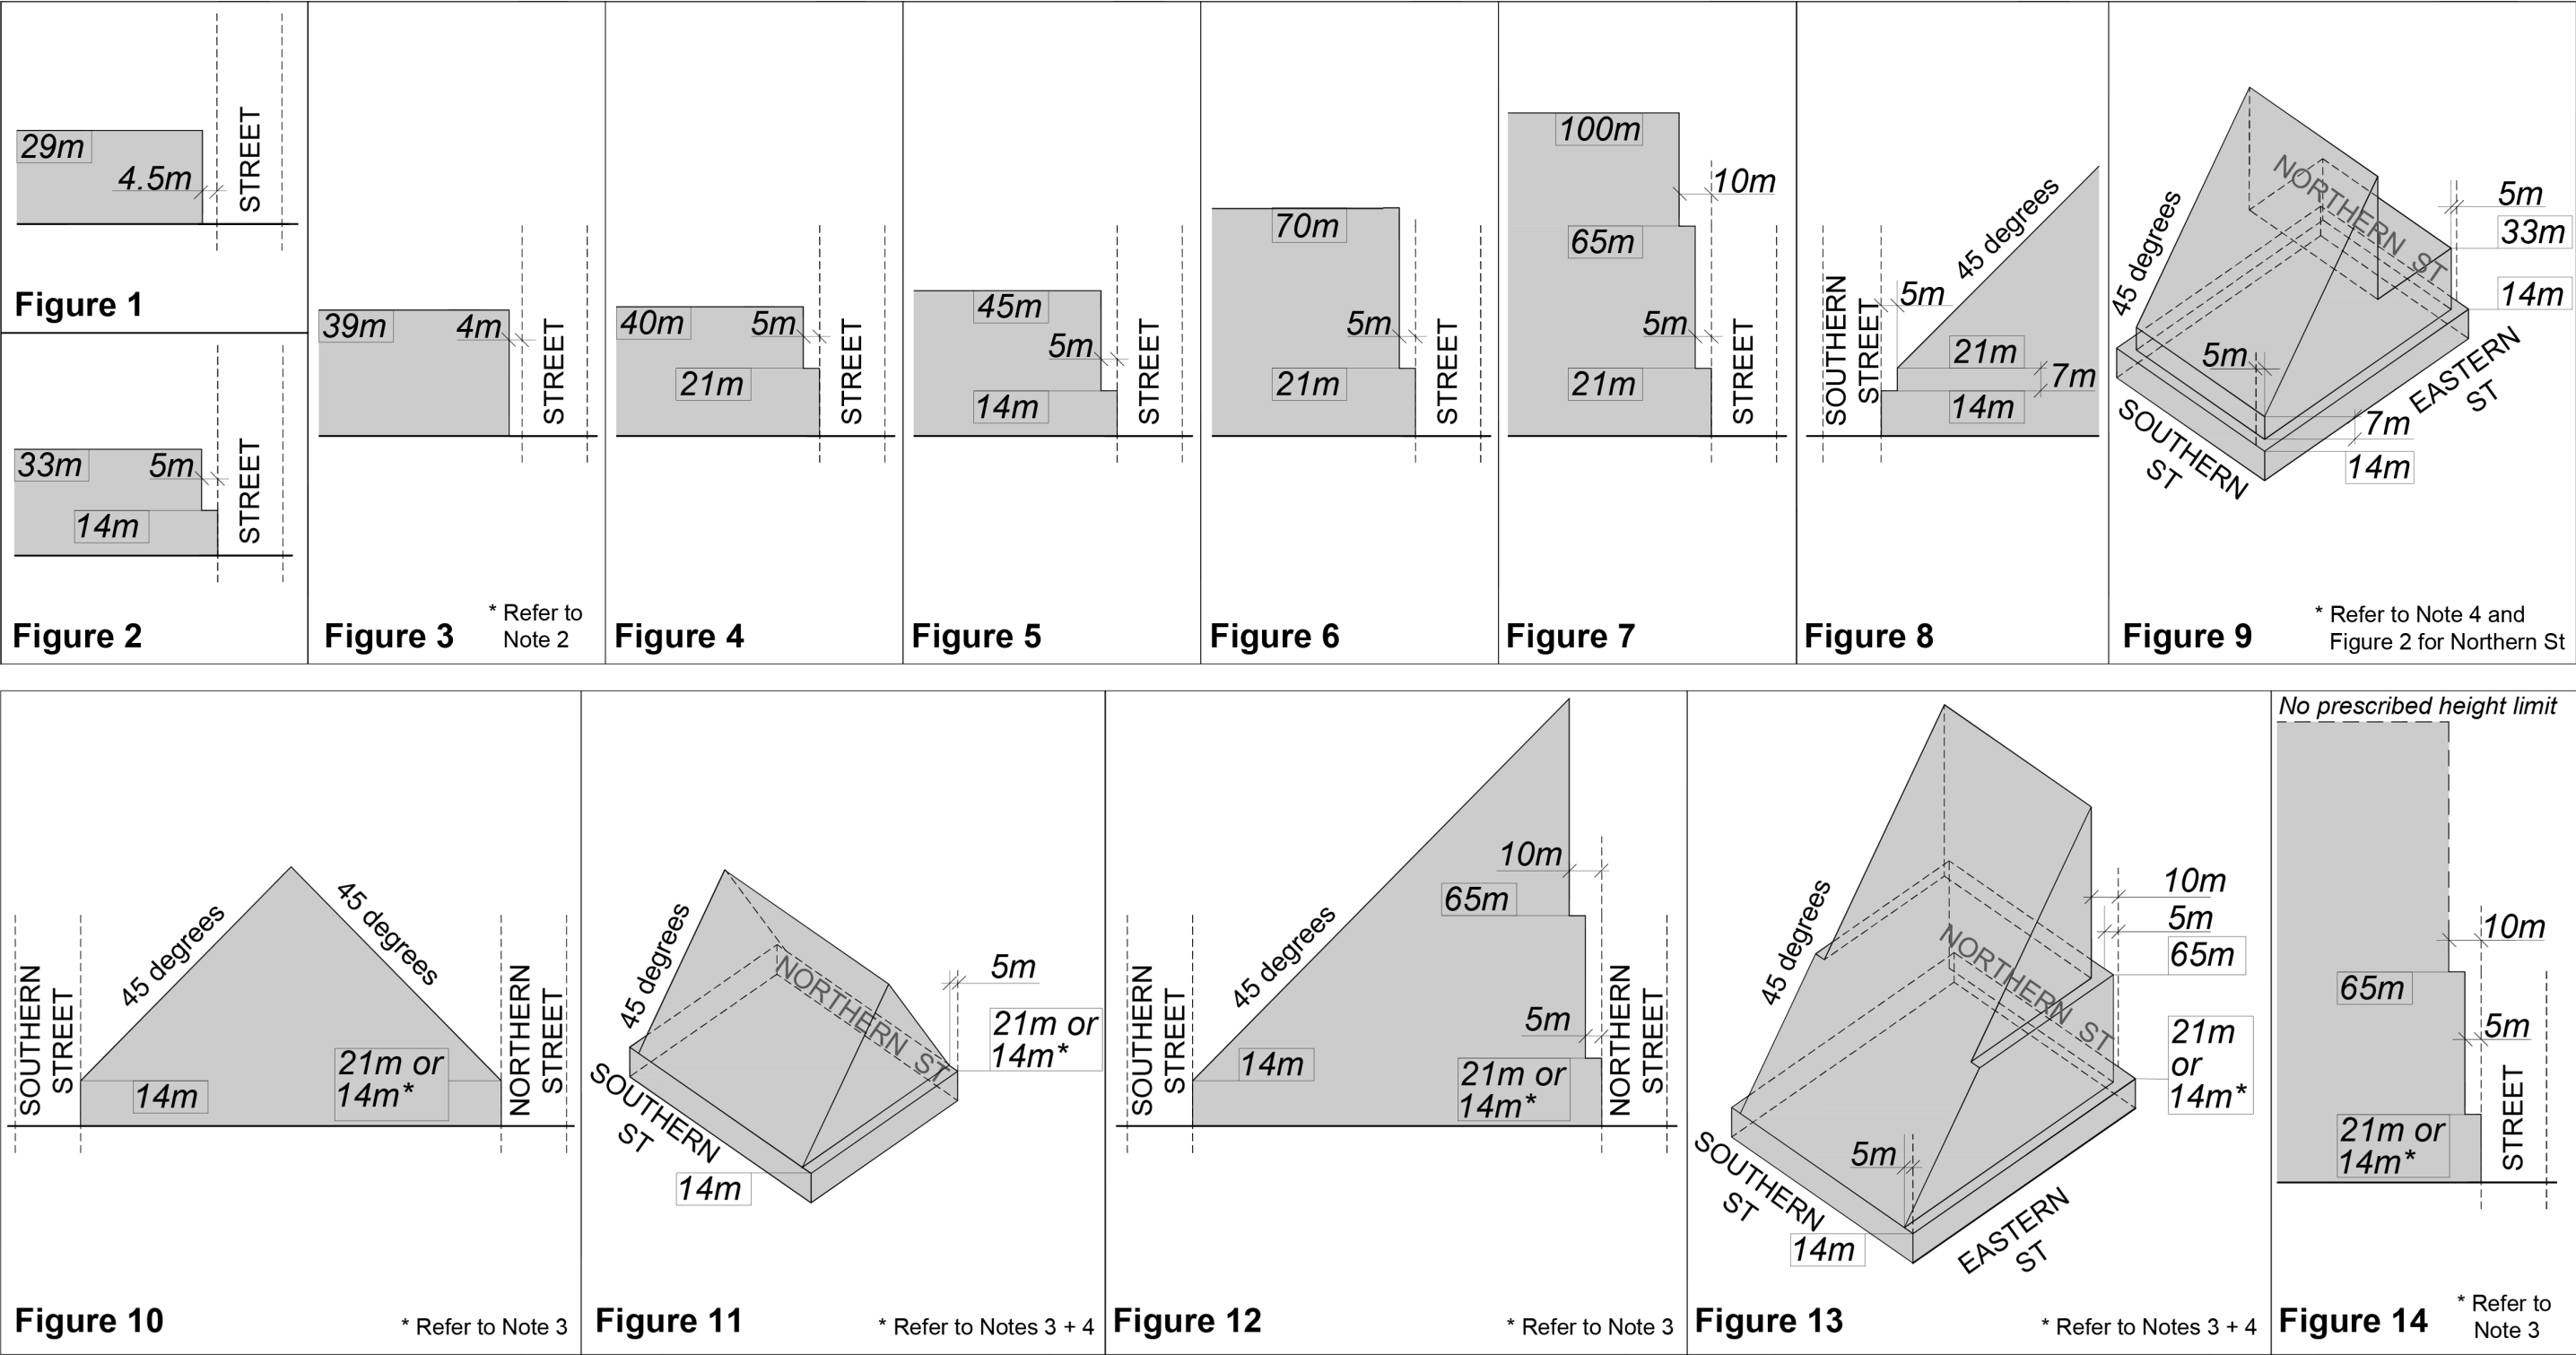 29m
4.5m
STREET
Figure 1
33m
5m
14m
STREET
Figure 2
39m
4m
STREET
Figure 3
* Refer to
Note 2
40m
5m
21m
STREET
Figure 4
45m
5m
14m
STREET
Figure 5
70m
5m
21m
STREET
Figure 6
100m
10m
65m
5m
21m
STREET
Figure 7
45 degrees
5m
SOUTHERN
STREET
21m
7m
14m
Figure 8
NORTHERN ST
45 degrees
5m
33m
14m
5m
EASTERN
ST
7m
14m
SOUTHERN
ST
Figure 9
* Refer to Note 4 and
Figure 2 for Northern St
45 degrees
45 degrees
SOUTHERN
STREET
14m
21m or
14m*
NORTHERN
STREET
Figure 10
* Refer to Note 3
45 degrees
NORTHERN ST
5m
21m or
14m*
SOUTHERN
ST
14m
Figure 11
* Refer to Notes 3 + 4
10m
65m
45 degrees
5m
SOUTHERN
STREET
14m
21m or
14m*
NORTHERN
STREET
Figure 12
* Refer to Note 3
45 degrees
NORTHERN ST
10m
5m
65m
21m
or
14m*
5m
SOUTHERN
ST
14m
EASTERN
ST
Figure 13
* Refer to Notes 3 + 4
No prescribed height limit
10m
65m
5m
21m or
14m*
STREET
Figure 14
* Refer to
Note 3